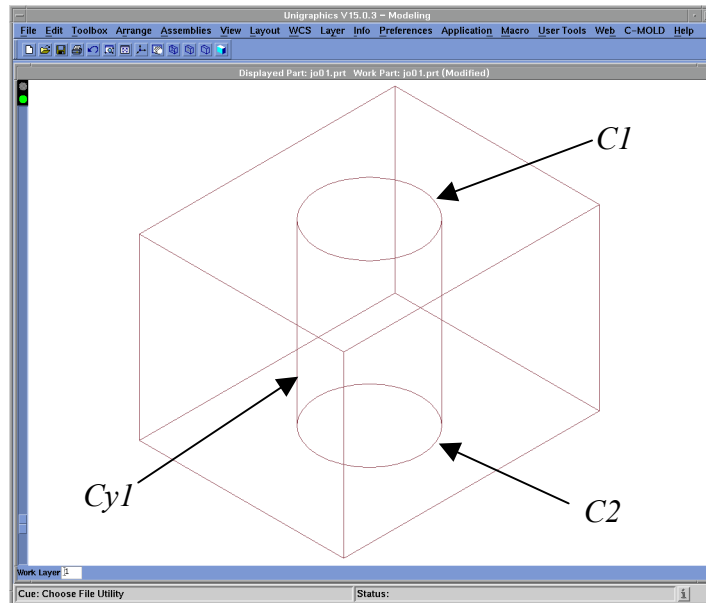 Unigraphics V15.0.3 – Modeling
File Edit Toolbox Arrange Assemblies View Layout WCS Layer Info Preferences Application Macro User Tools Web C–MOLD Help
Displayed Part: jo01.prt Work Part: jo01.prt (Modified)
C1
Cy1
C2
Work Layer 1
Cue: Choose File Utility Status: